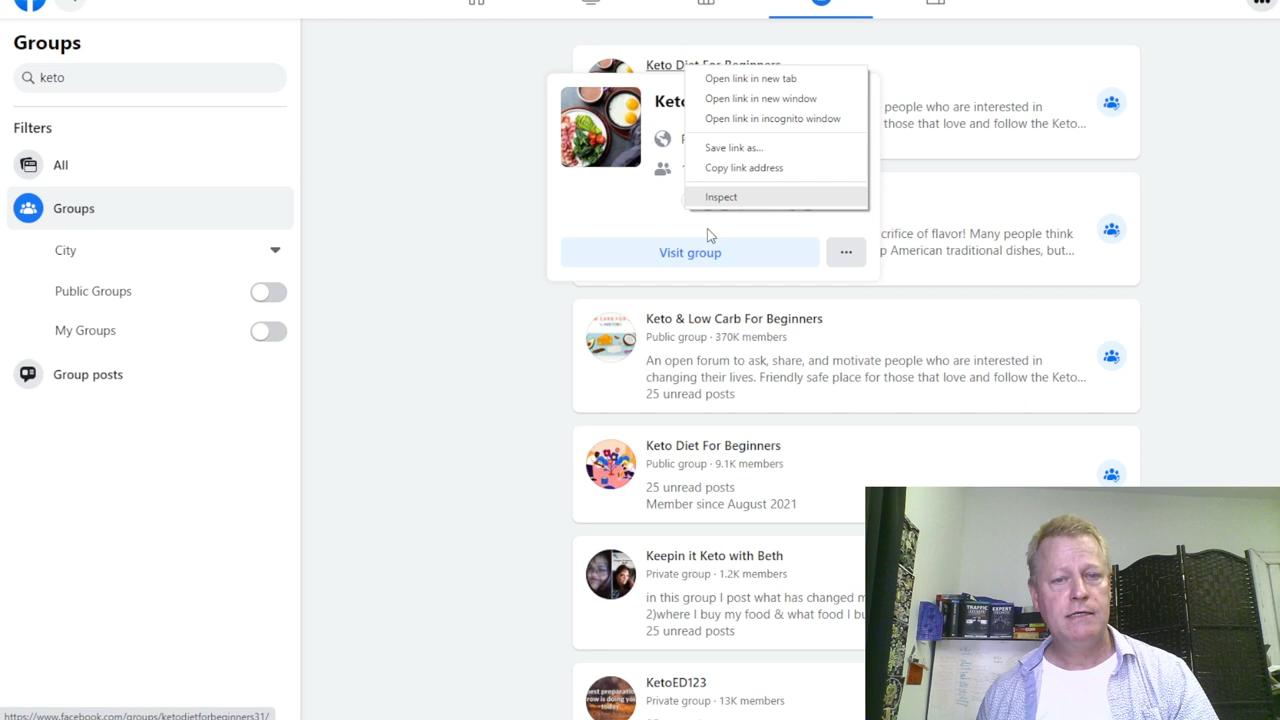 Groups
keto
Filters
All
Groups
City
Public Groups
My Groups
Group posts
Keto Diet For Beginners
people who are interested in
those that love and follow the Keto...
Open link in new tab
Open link in new window
Open link in incognito window
Save link as...
Copy link address
Inspect
Visit group
crifice of flavor! Many people think
p American traditional dishes, but...
Keto & Low Carb For Beginners
Public group · 370K members
An open forum to ask, share, and motivate people who are interested in
changing their lives. Friendly safe place for those that love and follow the Keto...
25 unread posts
Keto Diet For Beginners
Public group · 9.1K members
25 unread posts
Member since August 2021
Keepin it Keto with Beth
Private group · 1.2K members
in this group I post what has changed m
2)where I buy my food & what food I bu
25 unread posts
KetoED123
Private group · 13K members
TRAFFIC
SECRETS
EXPERT
SECRETS
https://www.facebook.com/groups/ketodietforbeginners31/